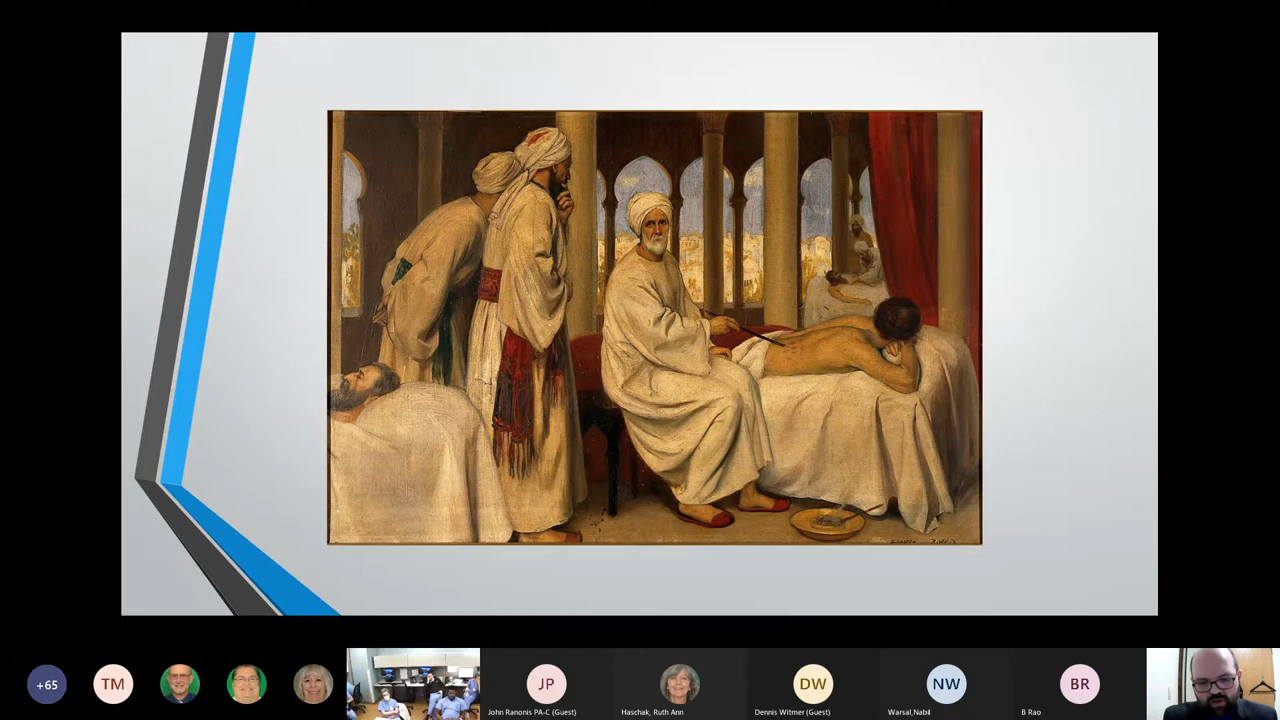 +65
TM
JP
John Ranonis PA-C (Guest)
Haschak, Ruth Ann
DW
Dennis Witmer (Guest)
NW
Warsal,Nabil
BR
B Rao